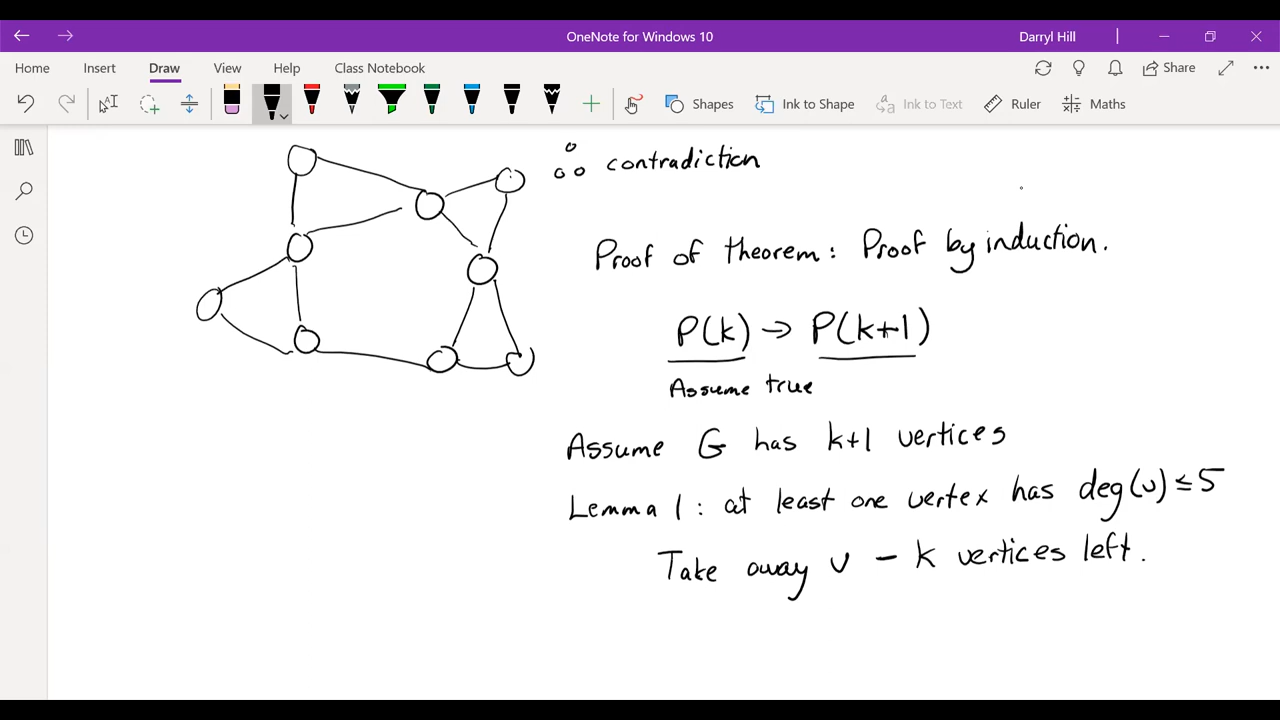 OneNote for Windows 10
Darryl Hill
Home Insert Draw View Help Class Notebook Share
Shapes Ink to Shape Ink to Text Ruler Maths
contradiction
Proof of theorem: Proof by induction.
P(k) → P(k+1)
Assume true
Assume G has k+1 vertices
Lemma 1: at least one vertex has deg(v) ≤ 5
Take away v - k vertices left.